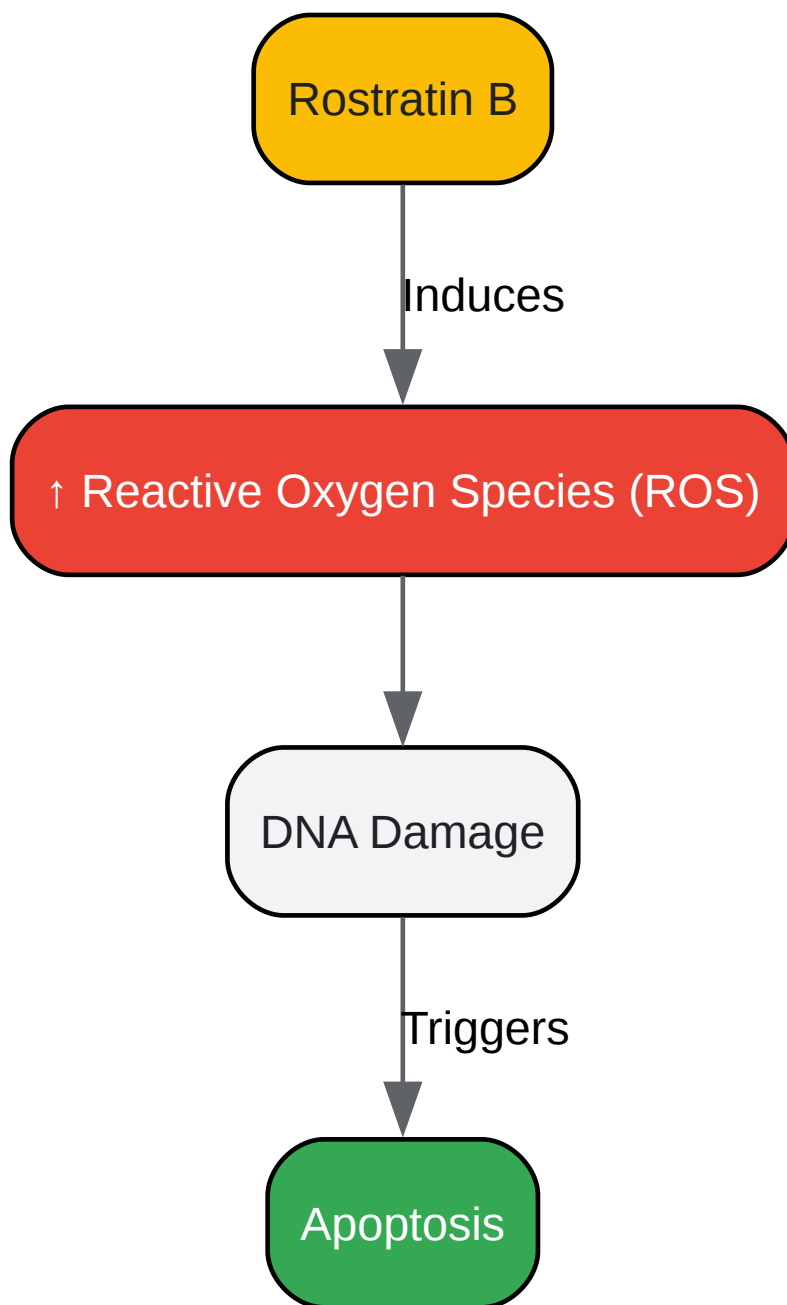 Rostratin B
Induces
↑ Reactive Oxygen Species (ROS)
DNA Damage
Triggers
Apoptosis